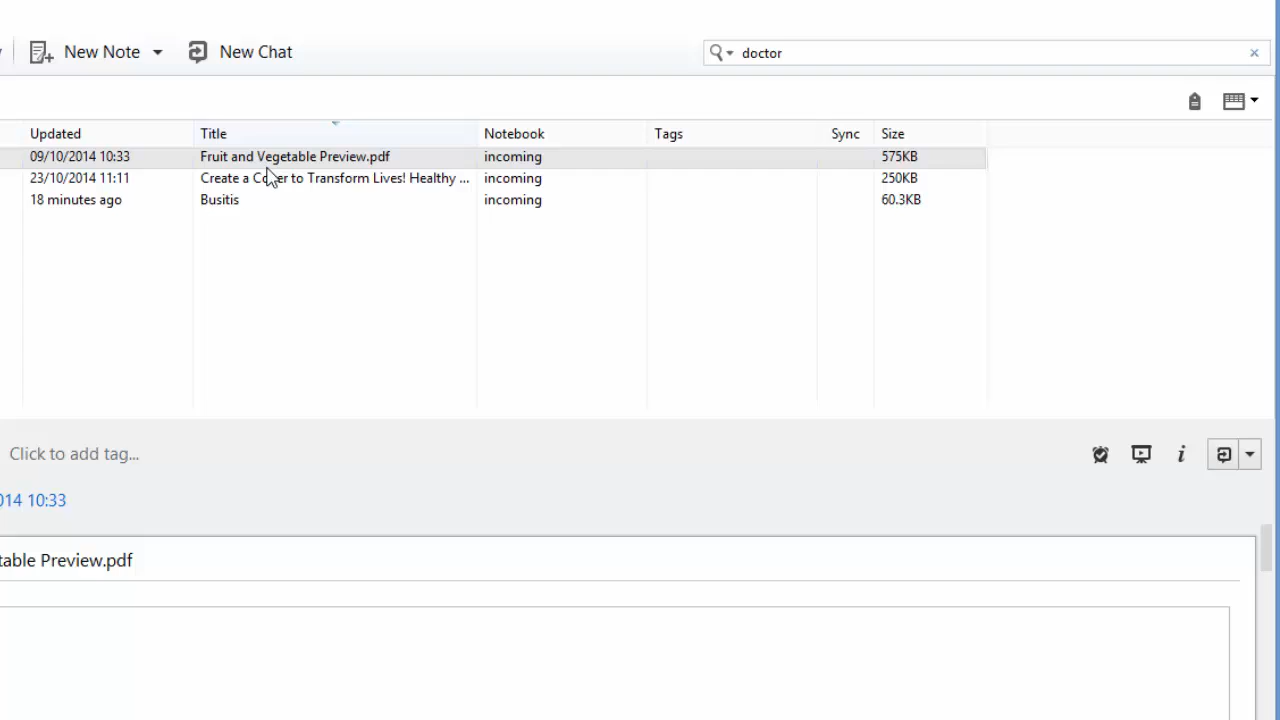 New Note New Chat doctor
Updated Title Notebook Tags Sync Size
09/10/2014 10:33 Fruit and Vegetable Preview.pdf incoming 575KB
23/10/2014 11:11 Create a Cover to Transform Lives! Healthy ... incoming 250KB
18 minutes ago Busitis incoming 60.3KB
Click to add tag...
014 10:33
table Preview.pdf